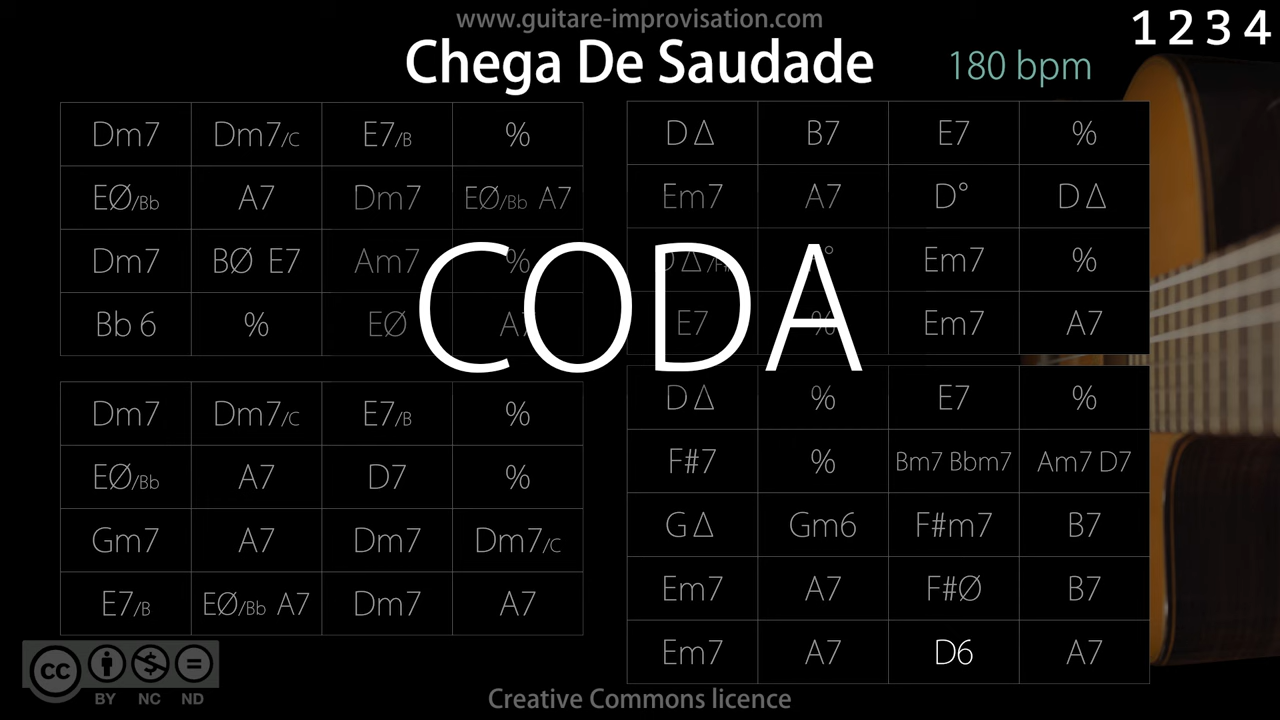 www.guitare-improvisation.com
1 2 3 4
Chega De Saudade
180 bpm
Dm7 Dm7/C E7/B %
EØ/Bb A7 Dm7 EØ/Bb A7
Dm7 BØ E7 Am7 %
Bb 6 % EØ A7
Dm7 Dm7/C E7/B %
EØ/Bb A7 D7 %
Gm7 A7 Dm7 Dm7/C
E7/B EØ/Bb A7 Dm7 A7
D∆ B7 E7 %
Em7 A7 D° D∆
D∆ ° Em7 %
E7 % Em7 A7
D∆ % E7 %
F#7 % Bm7 Bbm7 Am7 D7
G∆ Gm6 F#m7 B7
Em7 A7 F#Ø B7
Em7 A7 D6 A7
CODA
cc
BY NC ND
Creative Commons licence